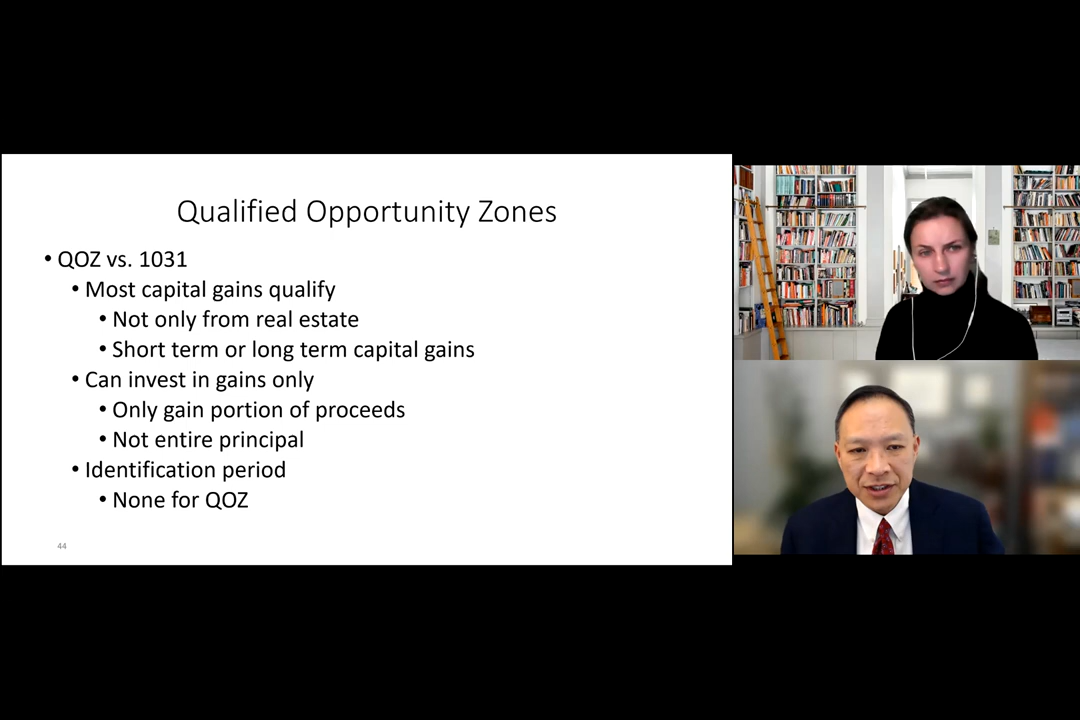 Qualified Opportunity Zones
• QOZ vs. 1031
• Most capital gains qualify
• Not only from real estate
• Short term or long term capital gains
• Can invest in gains only
• Only gain portion of proceeds
• Not entire principal
• Identification period
• None for QOZ
44